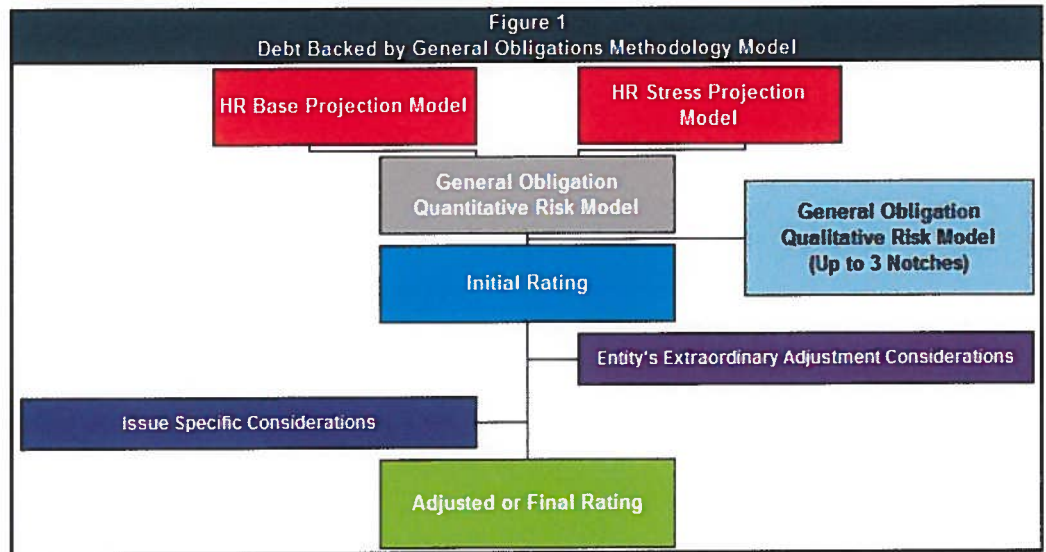 Figure 1
Debt Backed by General Obligations Methodology Model
HR Base Projection Model
HR Stress Projection
Model
General Obligation
Quantitative Risk Model
General Obligation
Qualitative Risk Model
(Up to 3 Notches)
Initial Rating
Entity's Extraordinary Adjustment Considerations
Issue Specific Considerations
Adjusted or Final Rating